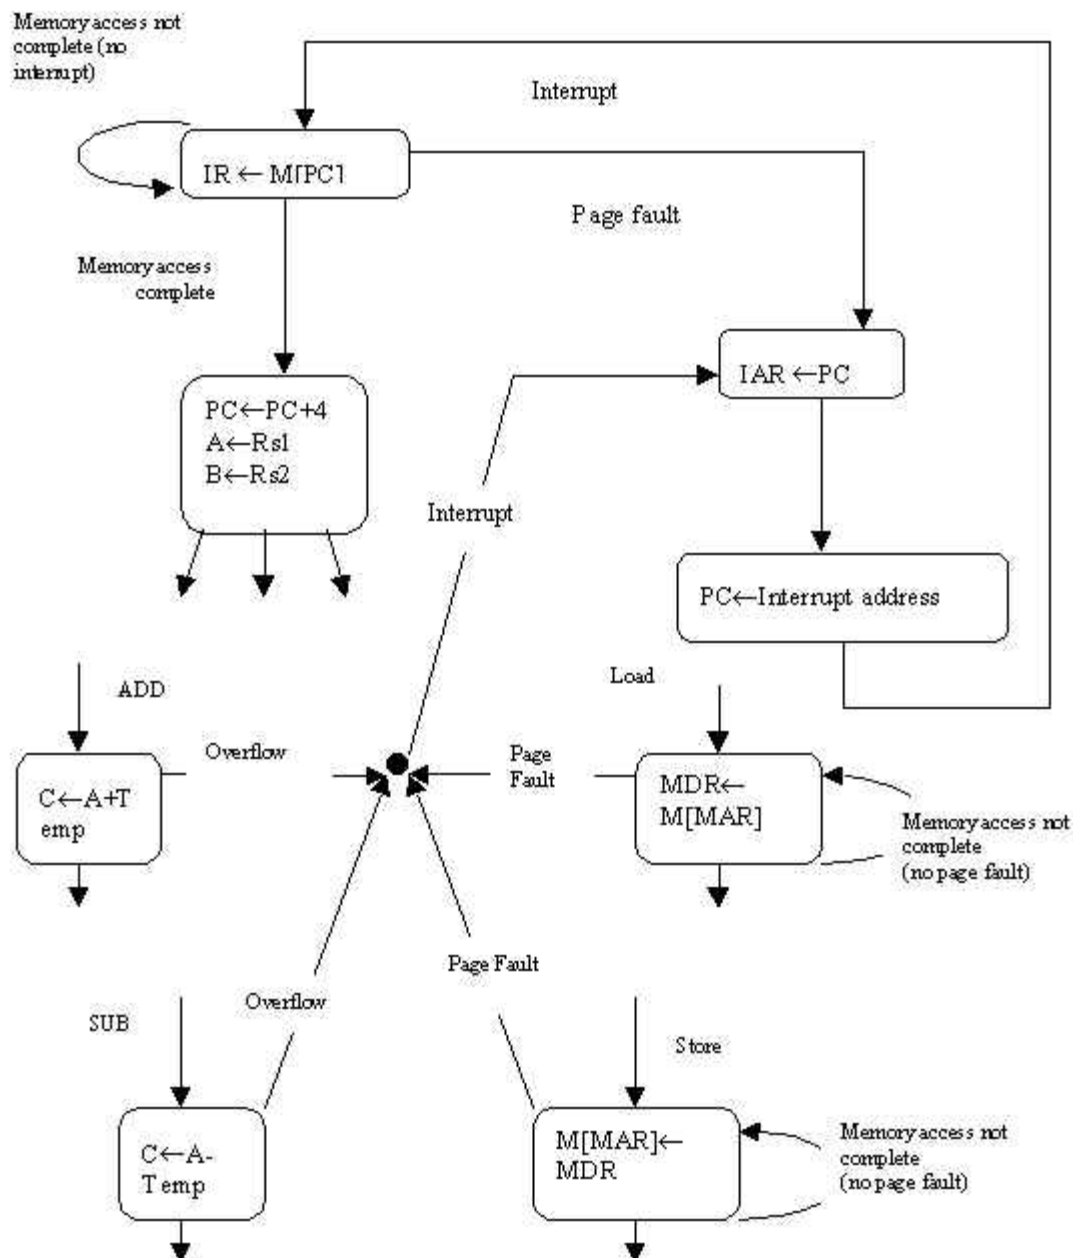 Memory access not
complete (no
interrupt)
Interrupt
IR ← M[PC]
Page fault
Memory access
complete
IAR ←PC
PC←PC+4
A←Rs1
B←Rs2
Interrupt
PC←Interrupt address
Load
ADD
Overflow
Page
Fault
C←A+T
emp
MDR←
M[MAR]
Memory access not
complete
(no page fault)
Page Fault
Overflow
SUB
Store
C←A-
Temp
M[MAR]←
MDR
Memory access not
complete
(no page fault)